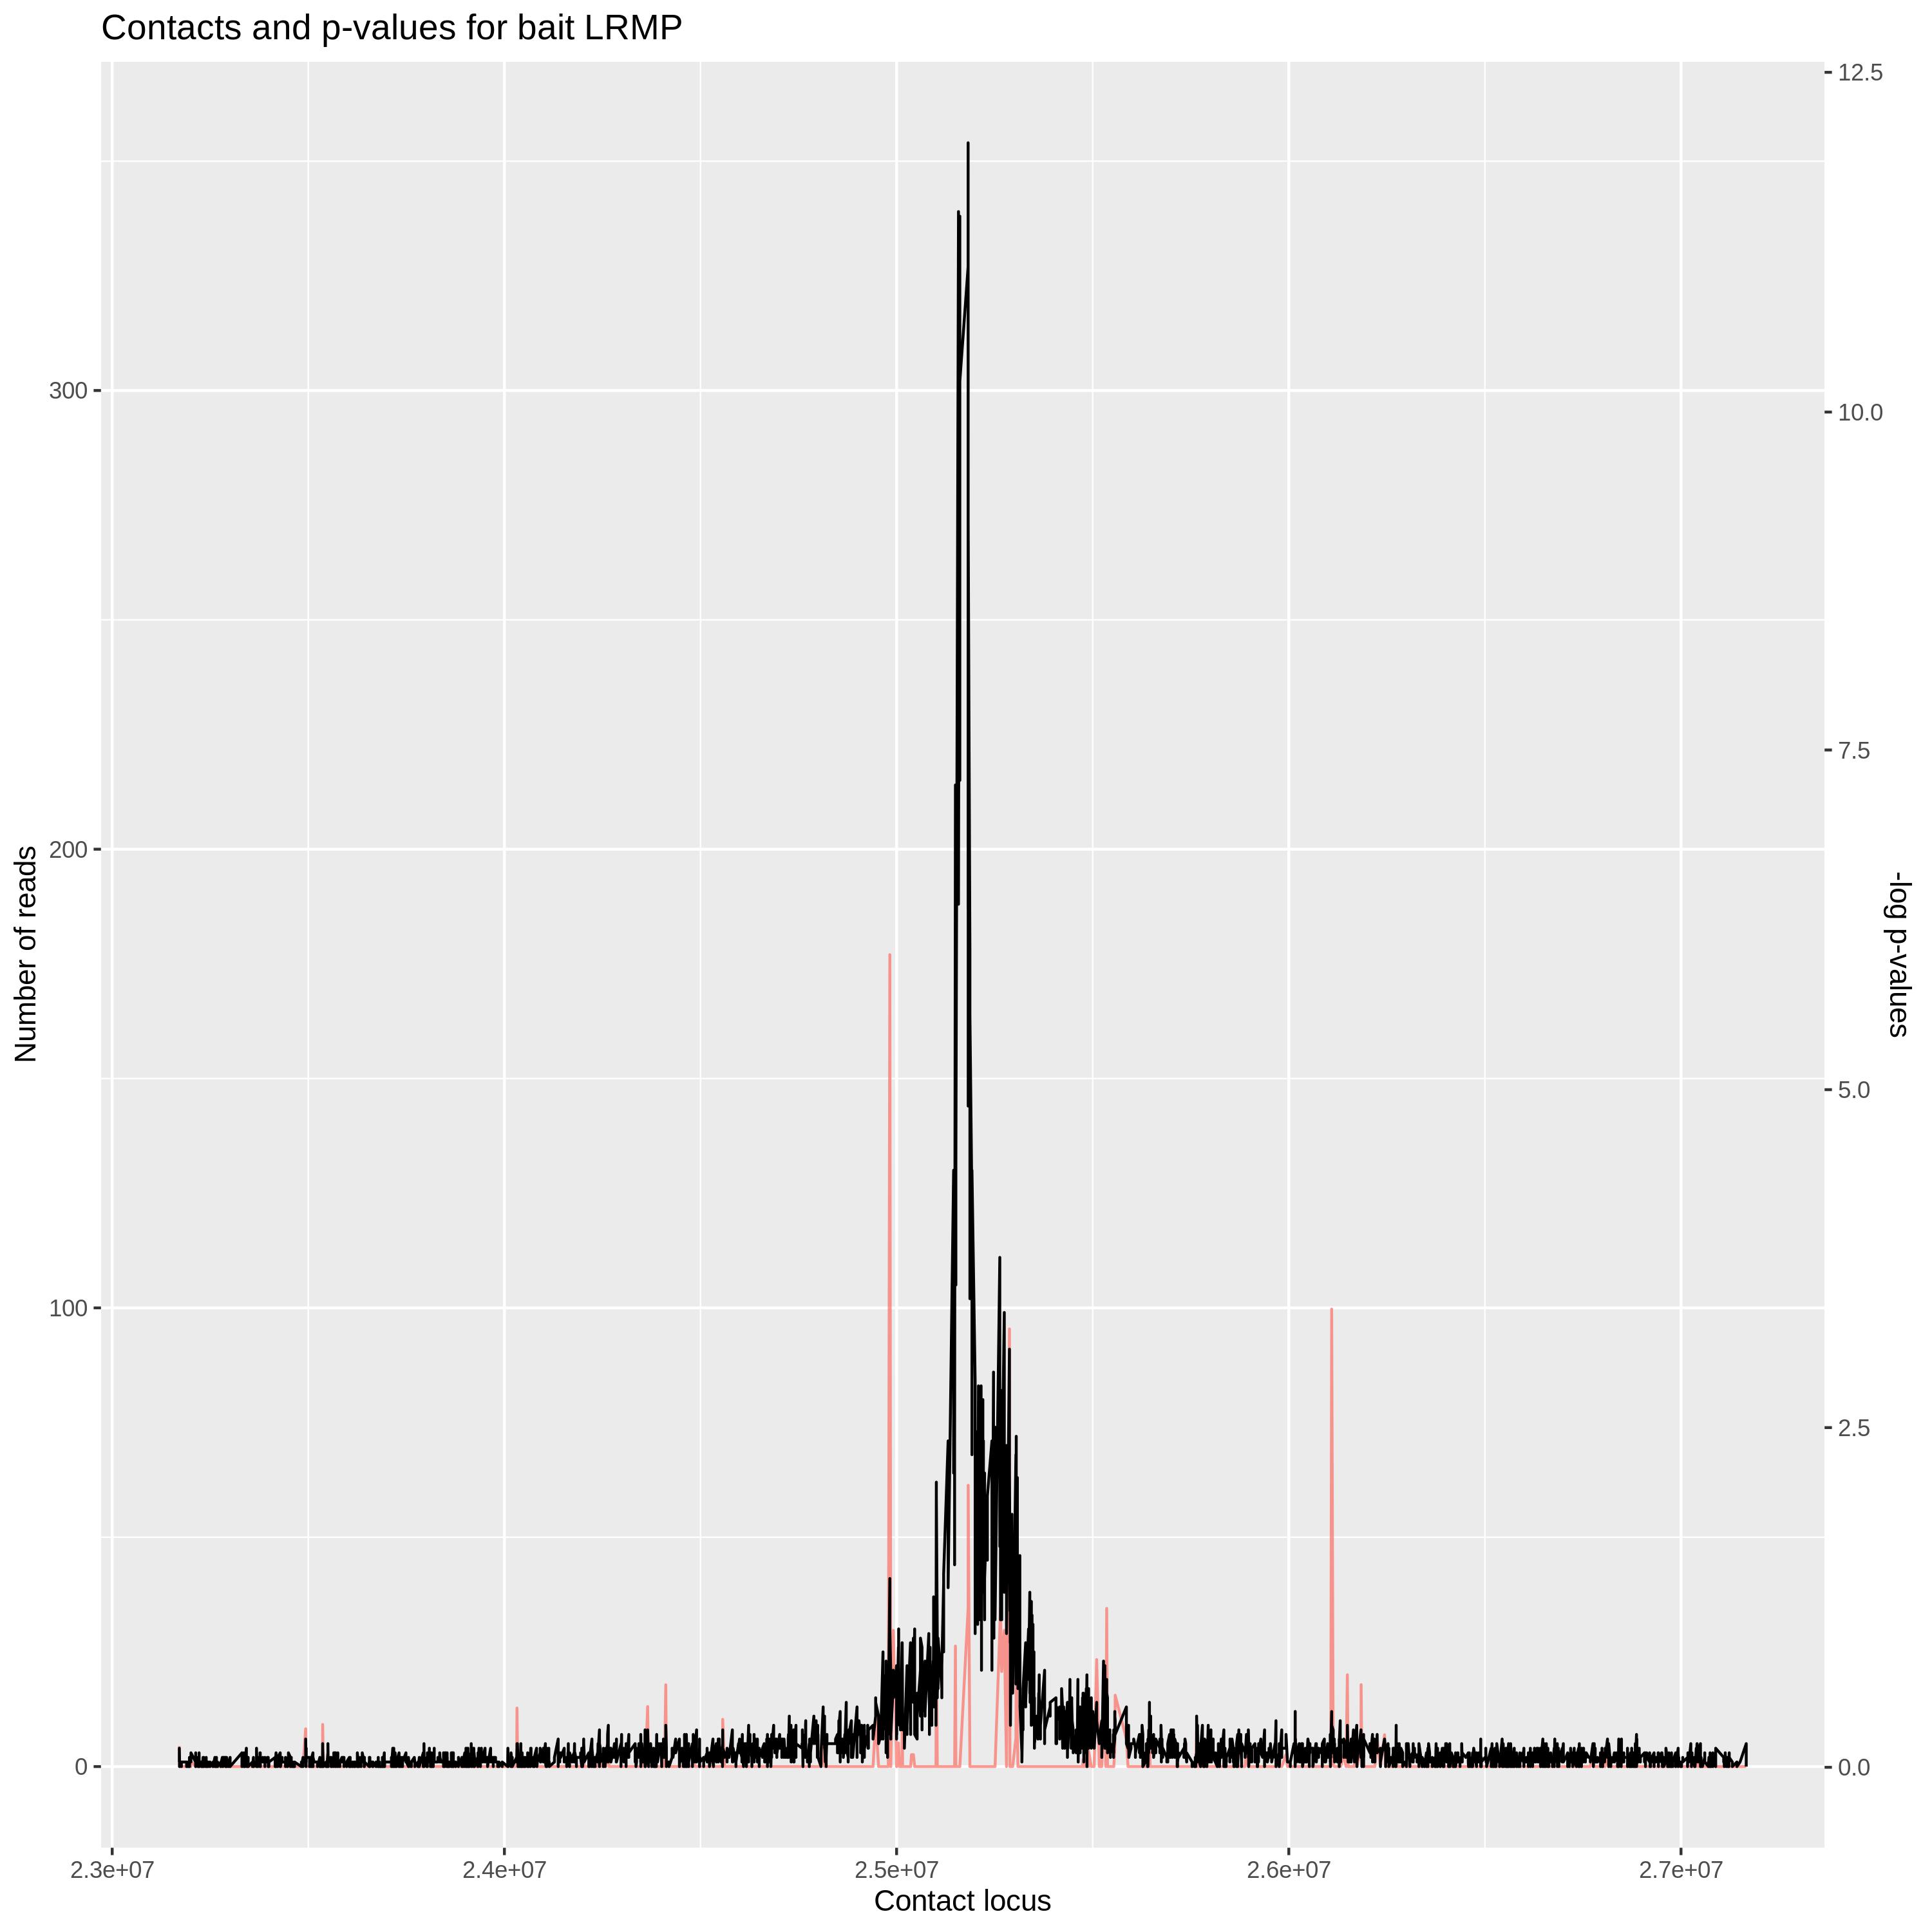 Contacts and p-values for bait LRMP
12.5
10.0
7.5
5.0
2.5
0.0
-log p-values
300
200
100
0
Number of reads
2.3e+07
2.4e+07
2.5e+07
2.6e+07
2.7e+07
Contact locus